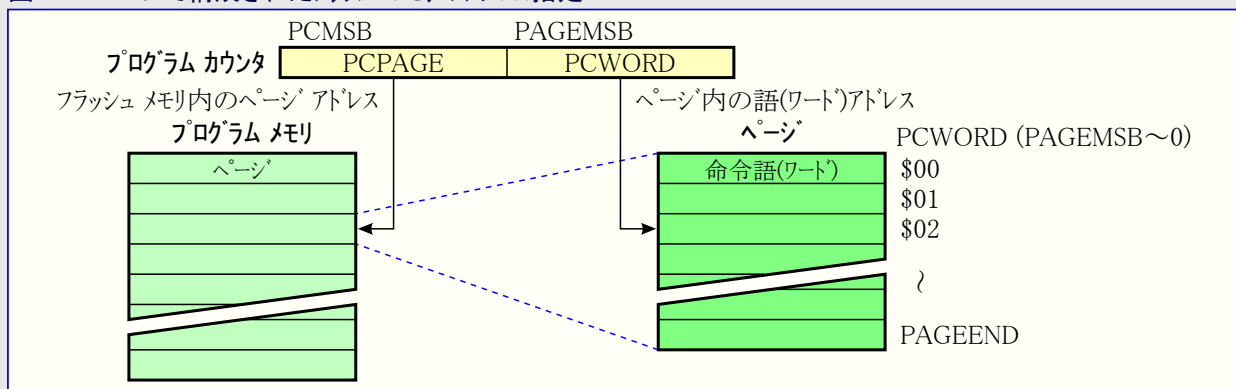 PCMSB PAGEMSB
プログラム カウンタ PCPAGE PCWORD
フラッシュ メモリ内のページ アドレス ページ内の語(ワード)アドレス
プログラム メモリ ページ PCWORD (PAGEMSB～0)
ページ 命令語(ワード) $00
$01
$02
～
PAGEEND